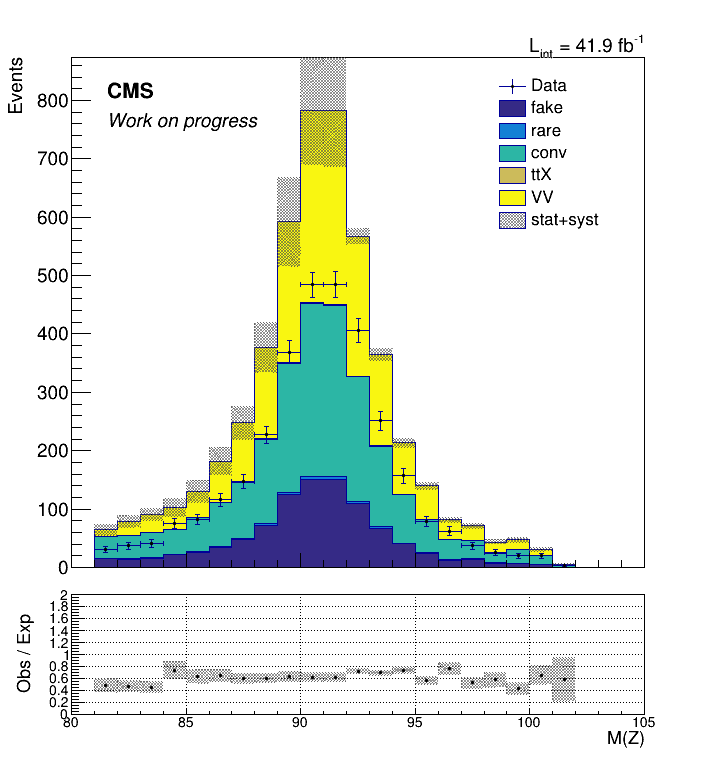 L_int = 41.9 fb^-1
Events
CMS
Work on progress
Data
fake
rare
conv
ttX
VV
stat+syst
800
700
600
500
400
300
200
100
0
Obs / Exp
2
1.8
1.6
1.4
1.2
1
0.8
0.6
0.4
0.2
0
80 85 90 95 100 105
M(Z)